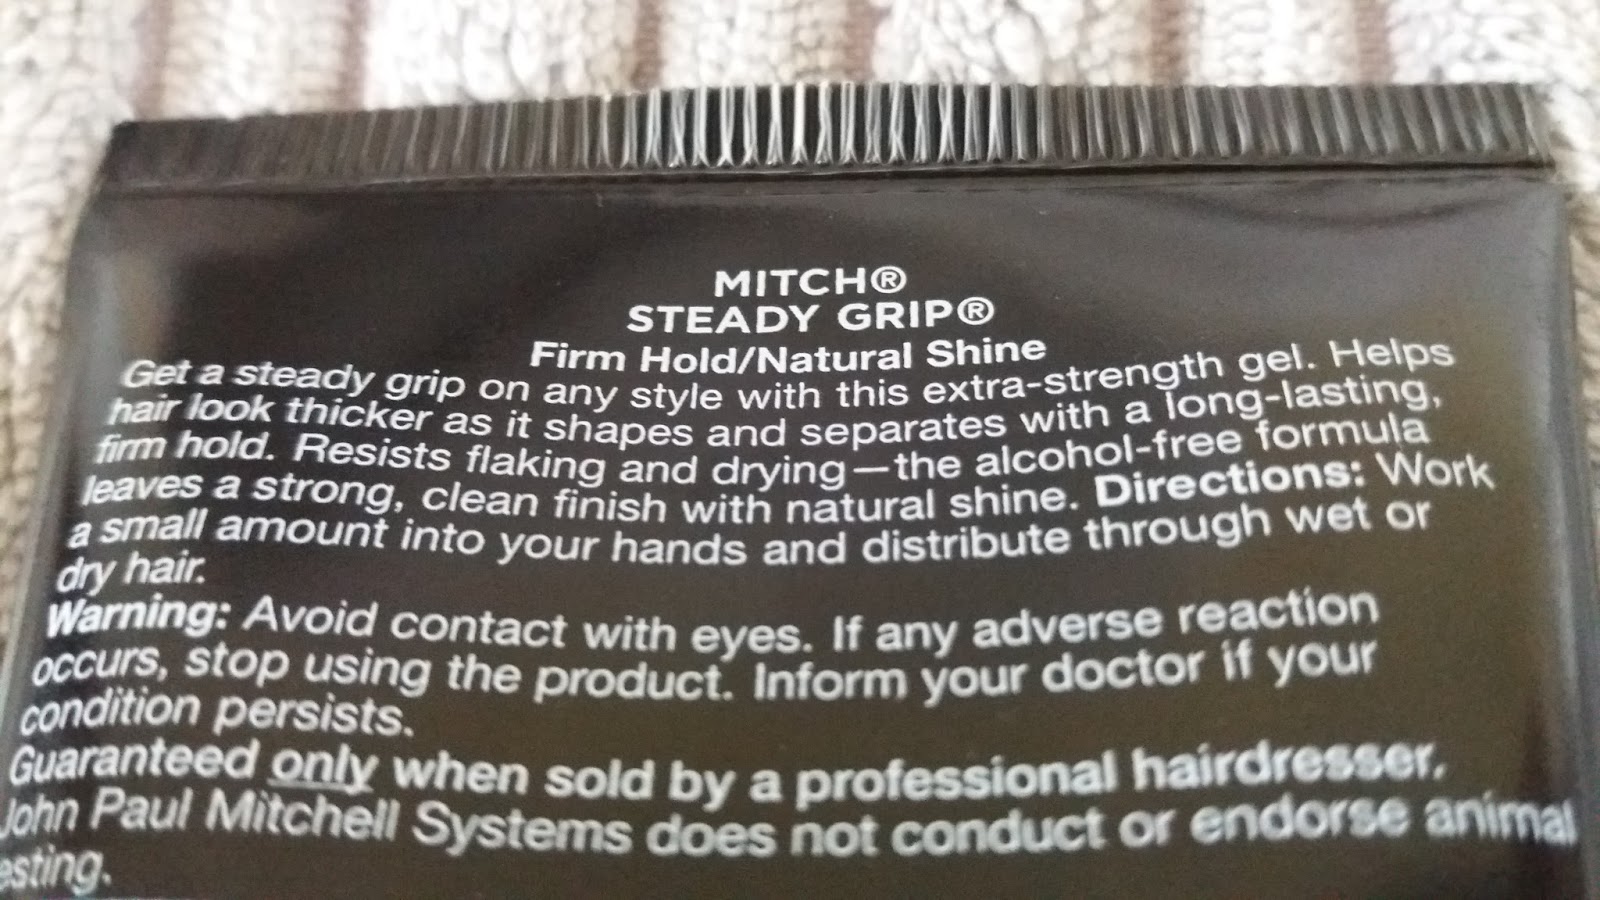 MITCH®
STEADY GRIP®
Firm Hold/Natural Shine
Get a steady grip on any style with this extra-strength gel. Helps
hair look thicker as it shapes and separates with a long-lasting,
firm hold. Resists flaking and drying—the alcohol-free formula
leaves a strong, clean finish with natural shine. Directions: Work
a small amount into your hands and distribute through wet or
dry hair.
Warning: Avoid contact with eyes. If any adverse reaction
occurs, stop using the product. Inform your doctor if your
condition persists.
Guaranteed only when sold by a professional hairdresser.
John Paul Mitchell Systems does not conduct or endorse animal
esting.